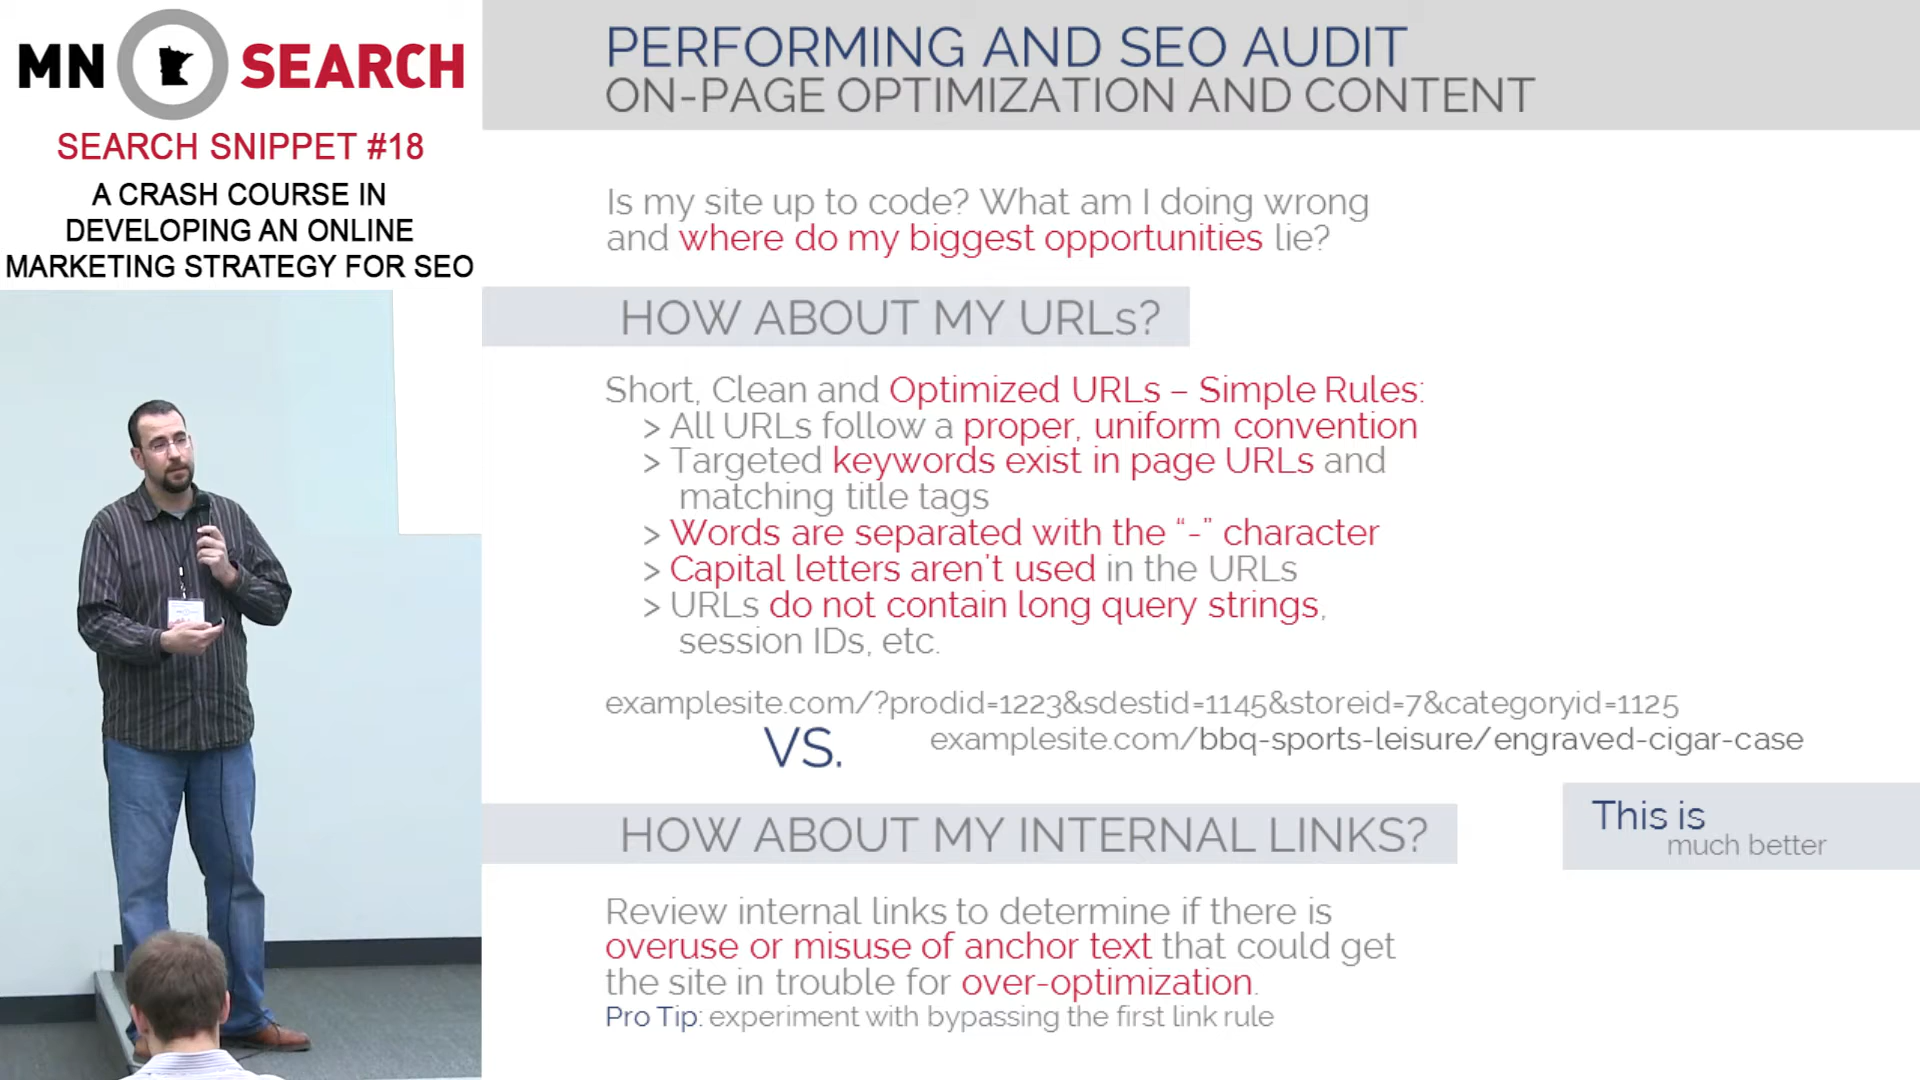 MN SEARCH
SEARCH SNIPPET #18
A CRASH COURSE IN
DEVELOPING AN ONLINE
MARKETING STRATEGY FOR SEO
PERFORMING AND SEO AUDIT
ON-PAGE OPTIMIZATION AND CONTENT
Is my site up to code? What am I doing wrong
and where do my biggest opportunities lie?
HOW ABOUT MY URLs?
Short, Clean and Optimized URLs – Simple Rules:
> All URLs follow a proper, uniform convention
> Targeted keywords exist in page URLs and
matching title tags
> Words are separated with the “-” character
> Capital letters aren't used in the URLs
> URLs do not contain long query strings,
session IDs, etc.
examplesite.com/?prodid=1223&sdestid=1145&storeid=7&categoryid=1125
VS.
examplesite.com/bbq-sports-leisure/engraved-cigar-case
This is
much better
HOW ABOUT MY INTERNAL LINKS?
Review internal links to determine if there is
overuse or misuse of anchor text that could get
the site in trouble for over-optimization.
Pro Tip: experiment with bypassing the first link rule